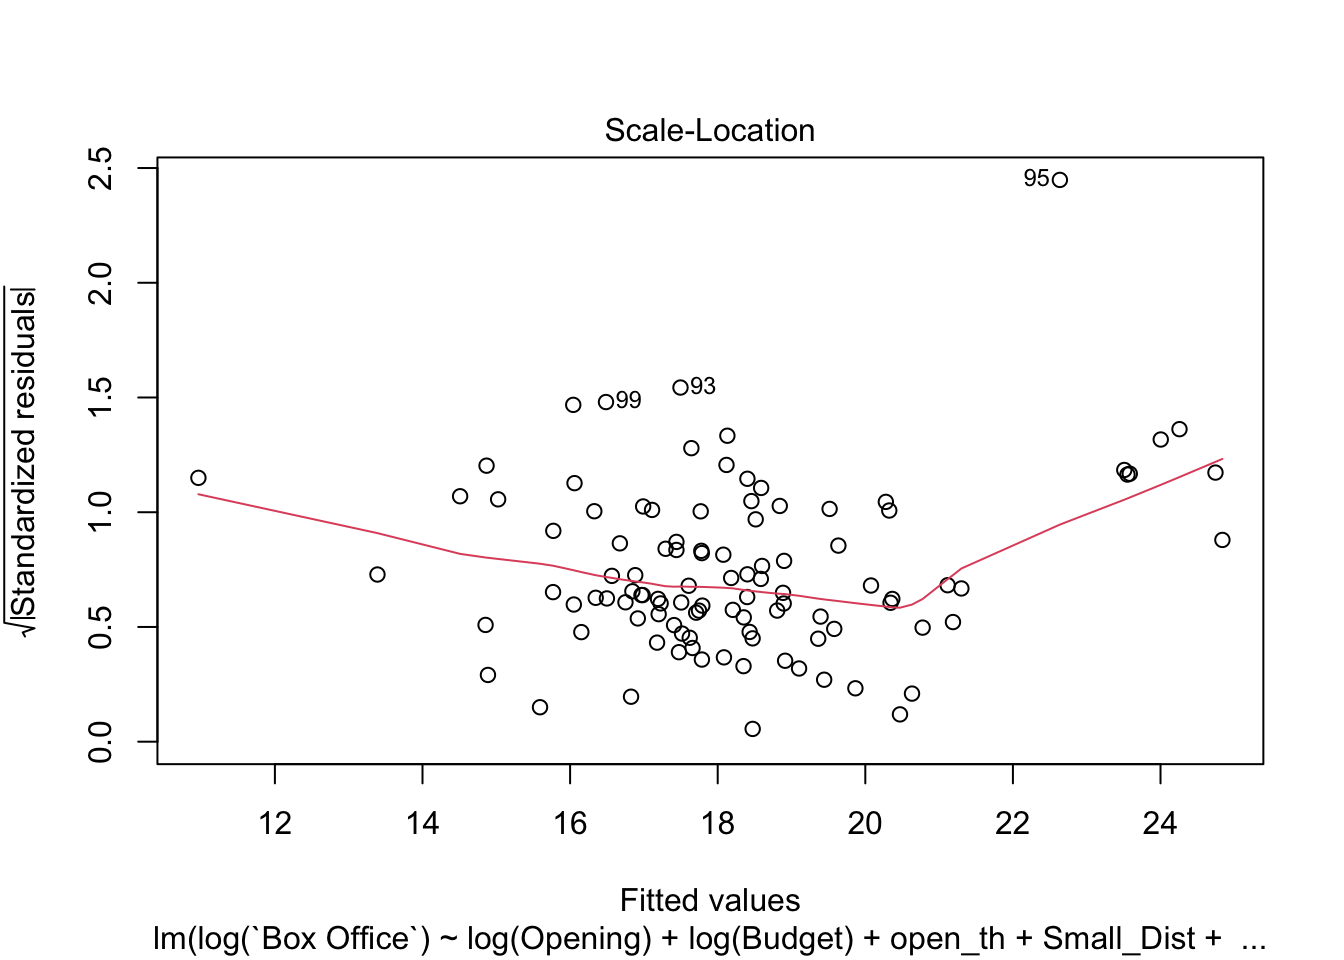 Scale-Location
√|Standardized residuals|
2.5
2.0
1.5
1.0
0.5
0.0
95
99
93
12 14 16 18 20 22 24
Fitted values
lm(log(`Box Office`) ~ log(Opening) + log(Budget) + open_th + Small_Dist + ...